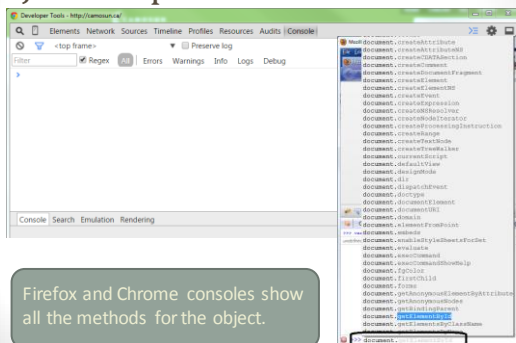 Developer Tools - http://camosun.ca/
Elements Network Sources Timeline Profiles Resources Audits Console
<top frame> Preserve log
Filter Regex All Errors Warnings Info Logs Debug
Console Search Emulation Rendering
document.createAttribute
document.createAttributeNS
document.createCDATASection
document.createComment
document.createDocumentFragment
document.createElement
document.createElementNS
document.createEvent
document.createExpression
document.createNSResolver
document.createNodeIterator
document.createProcessingInstruction
document.createRange
document.createTextNode
document.createTreeWalker
document.currentScript
document.defaultView
document.designMode
document.dir
document.dispatchEvent
document.doctype
document.documentElement
document.documentURI
document.domain
document.elementFromPoint
document.embeds
document.enableStyleSheetsForSet
document.evaluate
document.execCommand
document.execCommandShowHelp
document.fgColor
document.firstChild
document.forms
document.getAnonymousElementByAttribute
document.getAnonymousNodes
document.getBindingParent
document.getElementById
document.getElementsByClassName
>>> document.getElementById
Firefox and Chrome consoles show
all the methods for the object.